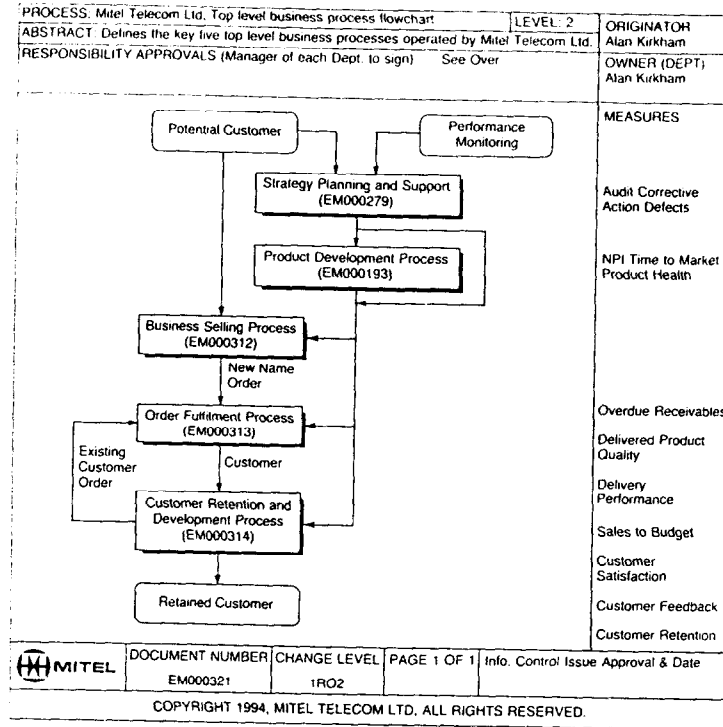 PROCESS: Mitel Telecom Ltd, Top level business process flowchart
LEVEL: 2
ABSTRACT: Defines the key five top level business processes operated by Mitel Telecom Ltd.
RESPONSIBILITY APPROVALS (Manager of each Dept. to sign) See Over
ORIGINATOR
Alan Kirkham
OWNER (DEPT)
Alan Kirkham
MEASURES
Potential Customer
Performance
Monitoring
Strategy Planning and Support
(EM000279)
Audit Corrective
Action Defects
Product Development Process
(EM000193)
NPI Time to Market
Product Health
Business Selling Process
(EM000312)
New Name
Order
Order Fulfilment Process
(EM000313)
Overdue Receivables
Existing
Customer
Order
Customer
Delivered Product
Quality
Customer Retention and
Development Process
(EM000314)
Delivery
Performance
Sales to Budget
Customer
Satisfaction
Retained Customer
Customer Feedback
Customer Retention
MITEL
DOCUMENT NUMBER
EM000321
CHANGE LEVEL
1RO2
PAGE 1 OF 1
Info. Control Issue Approval & Date
COPYRIGHT 1994, MITEL TELECOM LTD, ALL RIGHTS RESERVED.